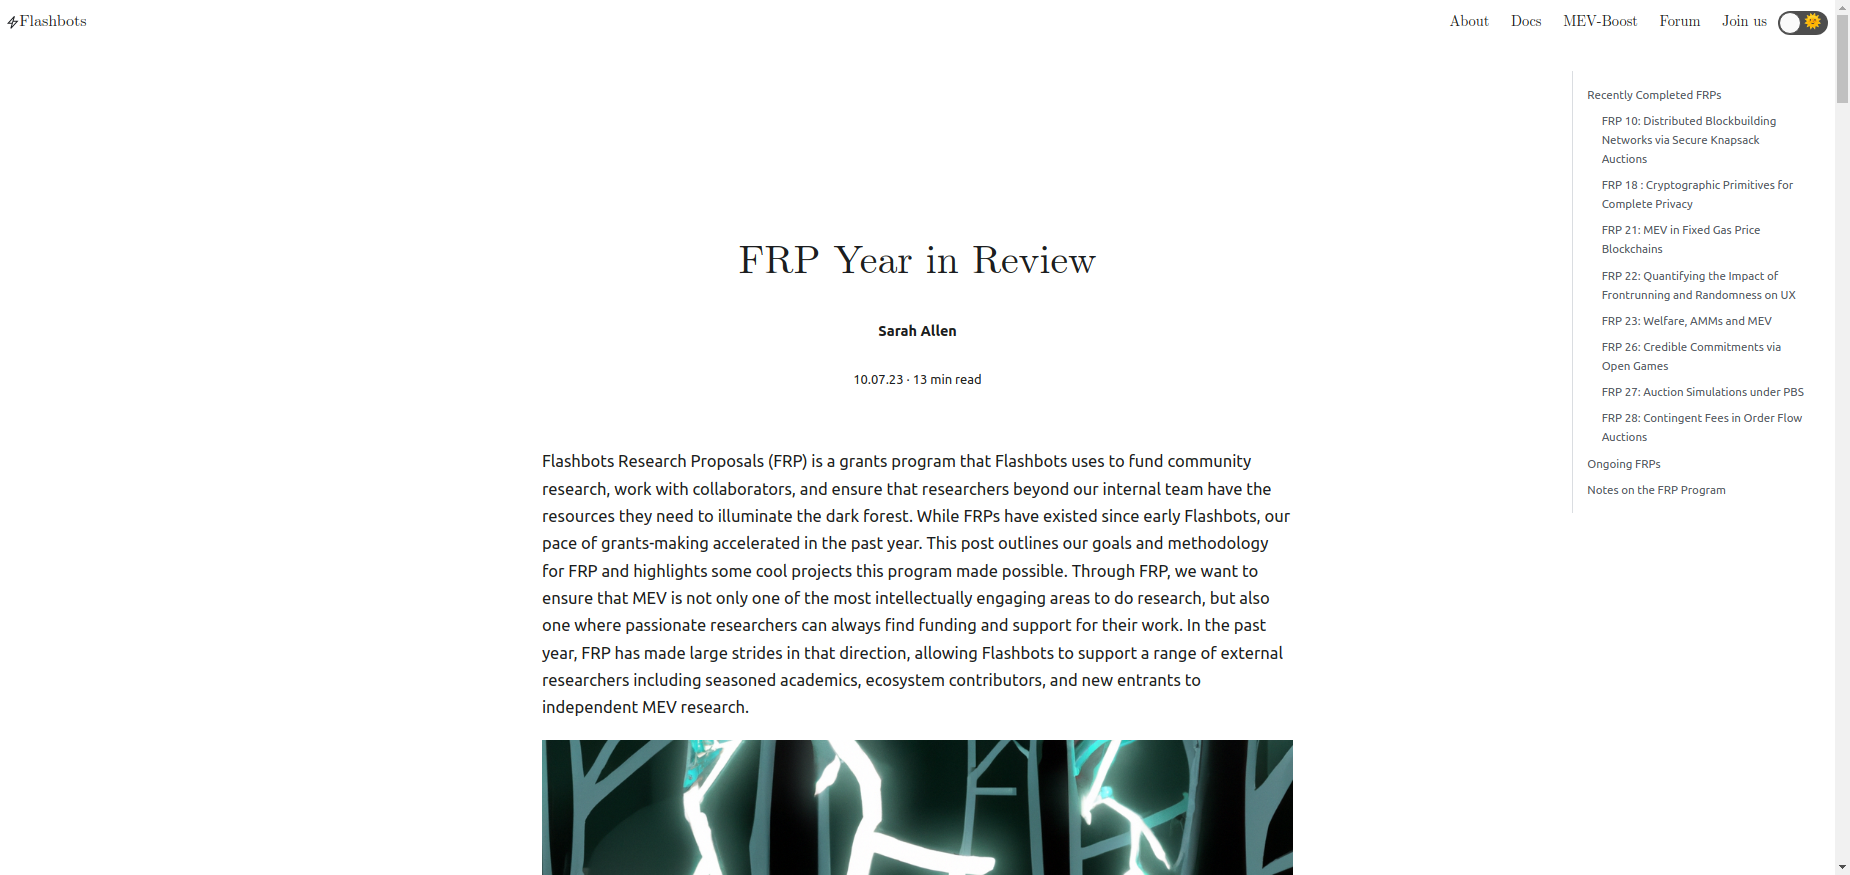 Flashbots
About Docs MEV-Boost Forum Join us
FRP Year in Review
Sarah Allen
10.07.23 · 13 min read
Flashbots Research Proposals (FRP) is a grants program that Flashbots uses to fund community
research, work with collaborators, and ensure that researchers beyond our internal team have the
resources they need to illuminate the dark forest. While FRPs have existed since early Flashbots, our
pace of grants-making accelerated in the past year. This post outlines our goals and methodology
for FRP and highlights some cool projects this program made possible. Through FRP, we want to
ensure that MEV is not only one of the most intellectually engaging areas to do research, but also
one where passionate researchers can always find funding and support for their work. In the past
year, FRP has made large strides in that direction, allowing Flashbots to support a range of external
researchers including seasoned academics, ecosystem contributors, and new entrants to
independent MEV research.
Recently Completed FRPs
FRP 10: Distributed Blockbuilding
Networks via Secure Knapsack
Auctions
FRP 18 : Cryptographic Primitives for
Complete Privacy
FRP 21: MEV in Fixed Gas Price
Blockchains
FRP 22: Quantifying the Impact of
Frontrunning and Randomness on UX
FRP 23: Welfare, AMMs and MEV
FRP 26: Credible Commitments via
Open Games
FRP 27: Auction Simulations under PBS
FRP 28: Contingent Fees in Order Flow
Auctions
Ongoing FRPs
Notes on the FRP Program